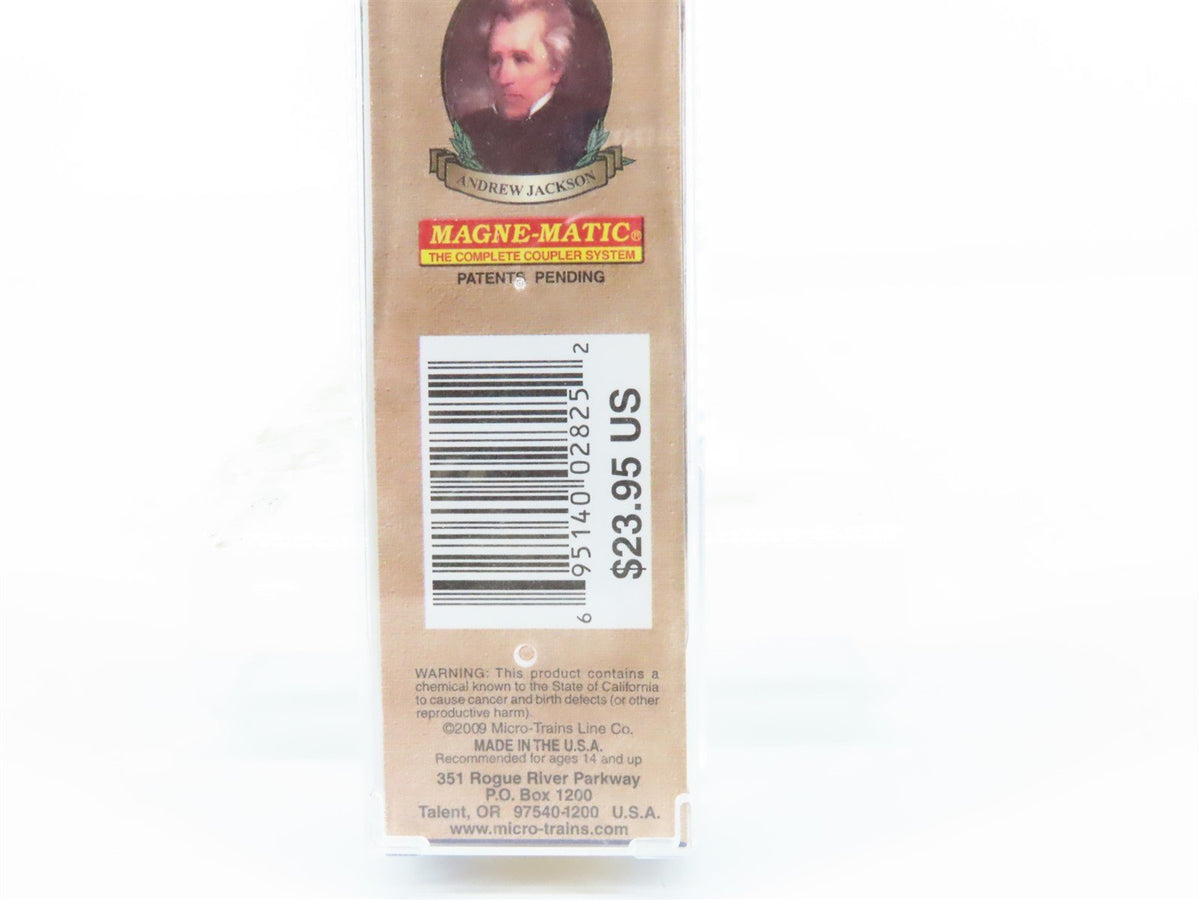 ANDREW JACKSON
MAGNE-MATIC®
THE COMPLETE COUPLER SYSTEM
PATENTS PENDING
6 95140 02825 2
$23.95 US
WARNING: This product contains a
chemical known to the State of California
to cause cancer and birth defects (or other
reproductive harm).
©2009 Micro-Trains Line Co.
MADE IN THE U.S.A.
Recommended for ages 14 and up
351 Rogue River Parkway
P.O. Box 1200
Talent, OR 97540-1200 U.S.A.
www.micro-trains.com